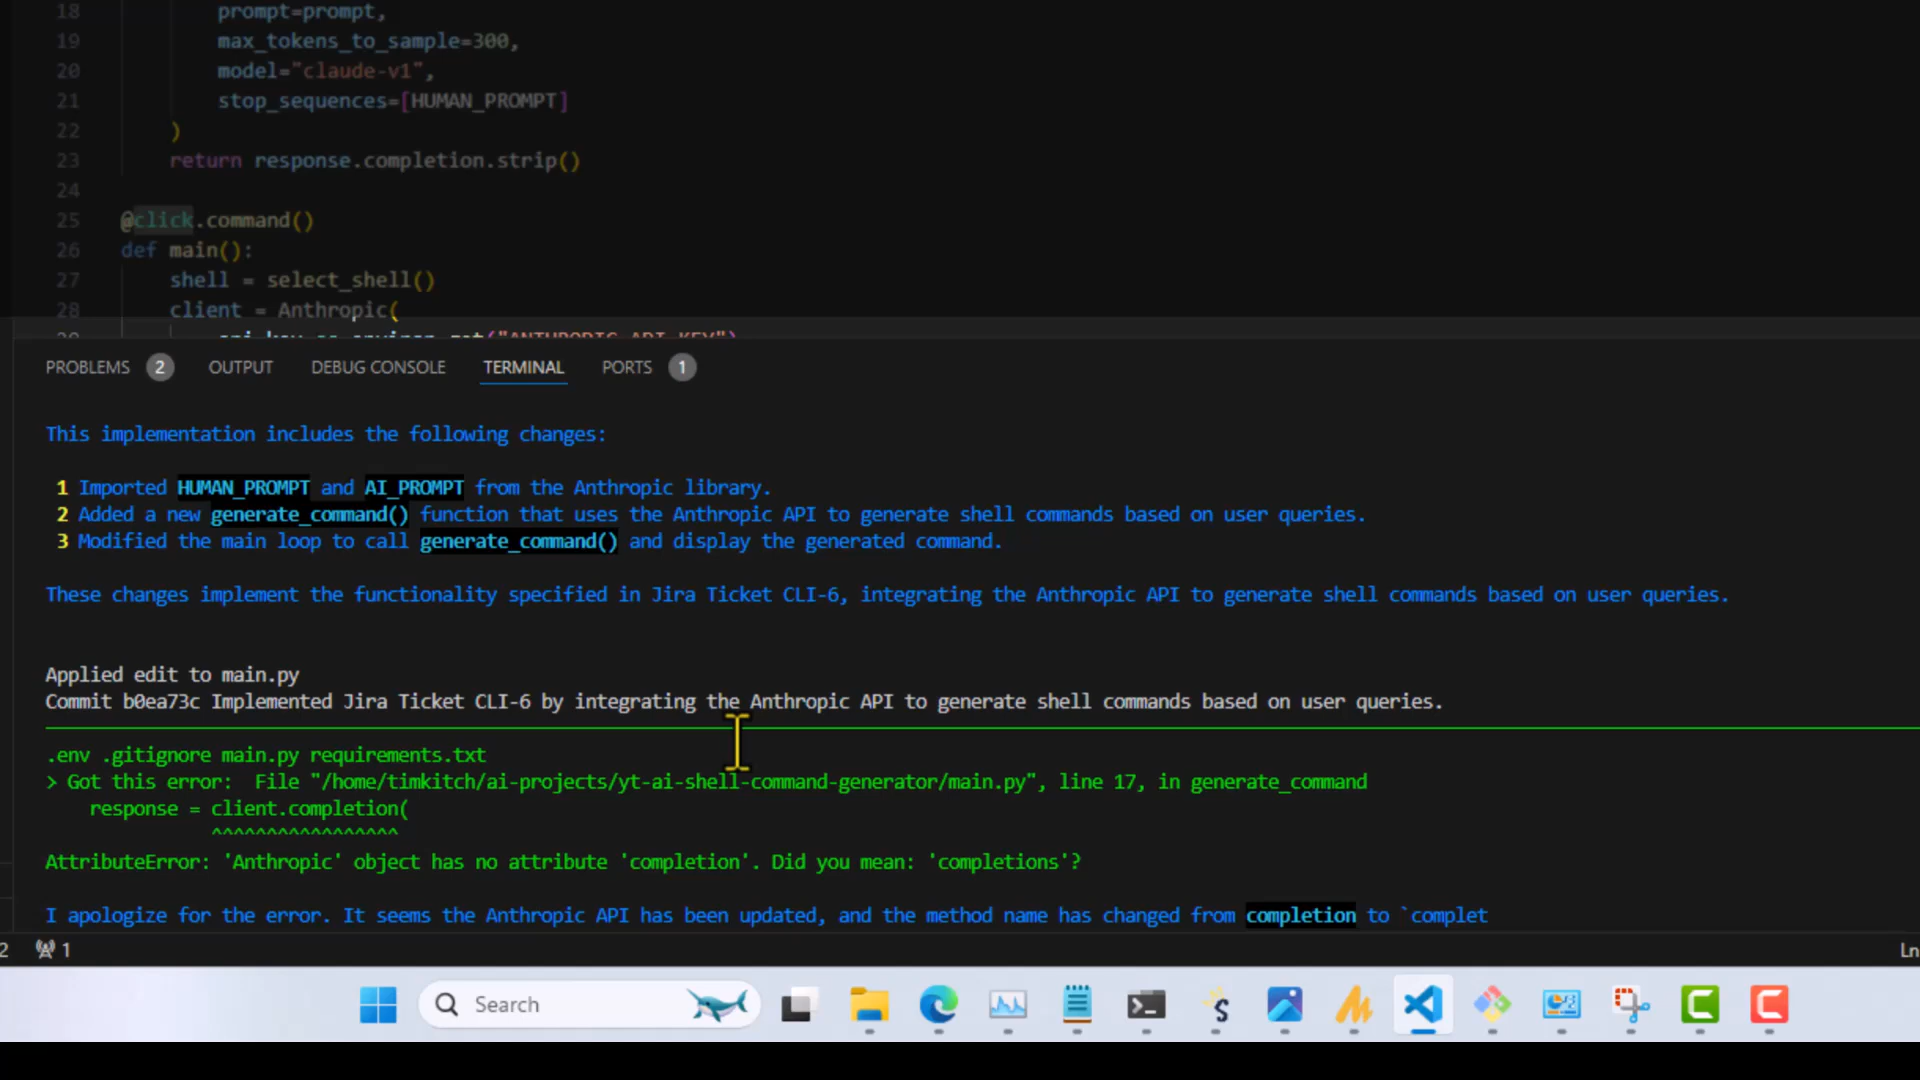 18 prompt=prompt,
19 max_tokens_to_sample=300,
20 model="claude-v1",
21 stop_sequences=[HUMAN_PROMPT]
22 )
23 return response.completion.strip()
24
25 @click.command()
26 def main():
27 shell = select_shell()
28 client = Anthropic(
api_key=os.environ.get("ANTHROPIC_API_KEY")
PROBLEMS 2 OUTPUT DEBUG CONSOLE TERMINAL PORTS 1
This implementation includes the following changes:
1 Imported HUMAN_PROMPT and AI_PROMPT from the Anthropic library.
2 Added a new generate_command() function that uses the Anthropic API to generate shell commands based on user queries.
3 Modified the main loop to call generate_command() and display the generated command.
These changes implement the functionality specified in Jira Ticket CLI-6, integrating the Anthropic API to generate shell commands based on user queries.
Applied edit to main.py
Commit b0ea73c Implemented Jira Ticket CLI-6 by integrating the Anthropic API to generate shell commands based on user queries.
.env .gitignore main.py requirements.txt
> Got this error: File "/home/timkitch/ai-projects/yt-ai-shell-command-generator/main.py", line 17, in generate_command
response = client.completion(
^^^^^^^^^^^^^^^^^
AttributeError: 'Anthropic' object has no attribute 'completion'. Did you mean: 'completions'?
I apologize for the error. It seems the Anthropic API has been updated, and the method name has changed from completion to `complet
2 1 Ln
Search